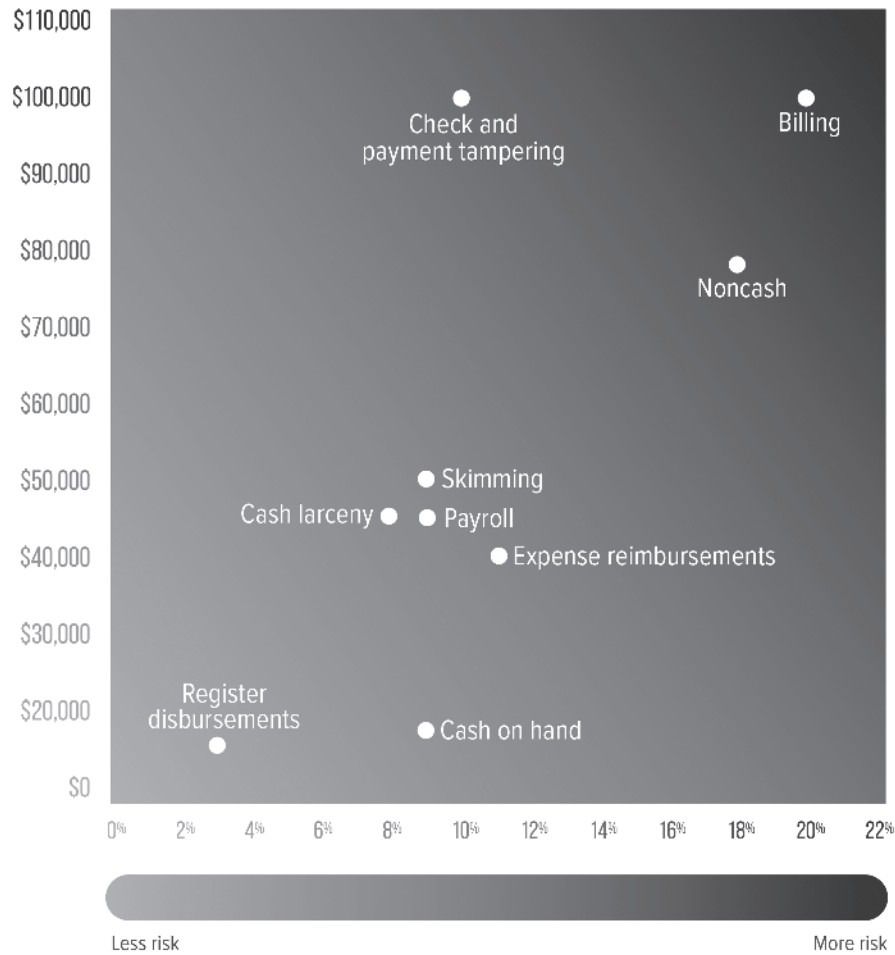 $110,000
$100,000
Check and
payment tampering
Billing
$90,000
$80,000
Noncash
$70,000
$60,000
$50,000
Skimming
Cash larceny
Payroll
$40,000
Expense reimbursements
$30,000
Register
disbursements
$20,000
Cash on hand
$0
0% 2% 4% 6% 8% 10% 12% 14% 16% 18% 20% 22%
Less risk
More risk